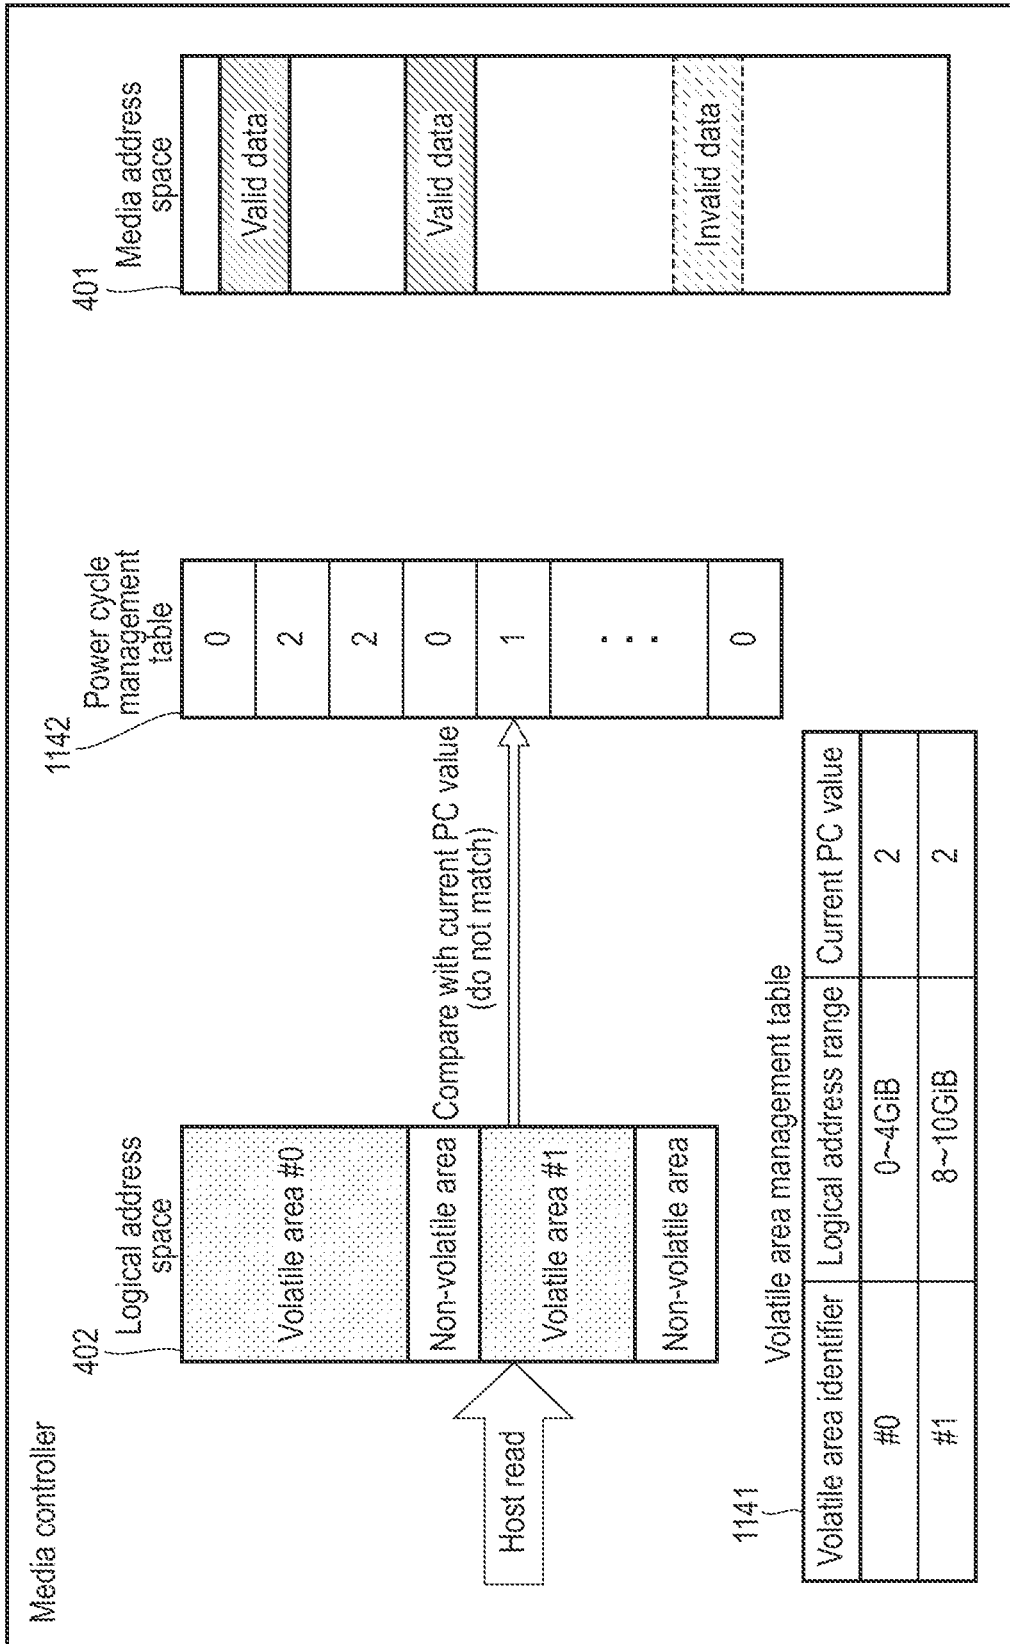 Media controller
402
Logical address
space
Volatile area #0
Non-volatile area
Volatile area #1
Non-volatile area
Host read
Compare with current PC value
(do not match)
1142
Power cycle
management
table
0
2
2
0
1
. . .
0
401
Media address
space
Valid data
Valid data
Invalid data
1141
Volatile area management table
Volatile area identifier Logical address range Current PC value
#0 0~4GiB 2
#1 8~10GiB 2